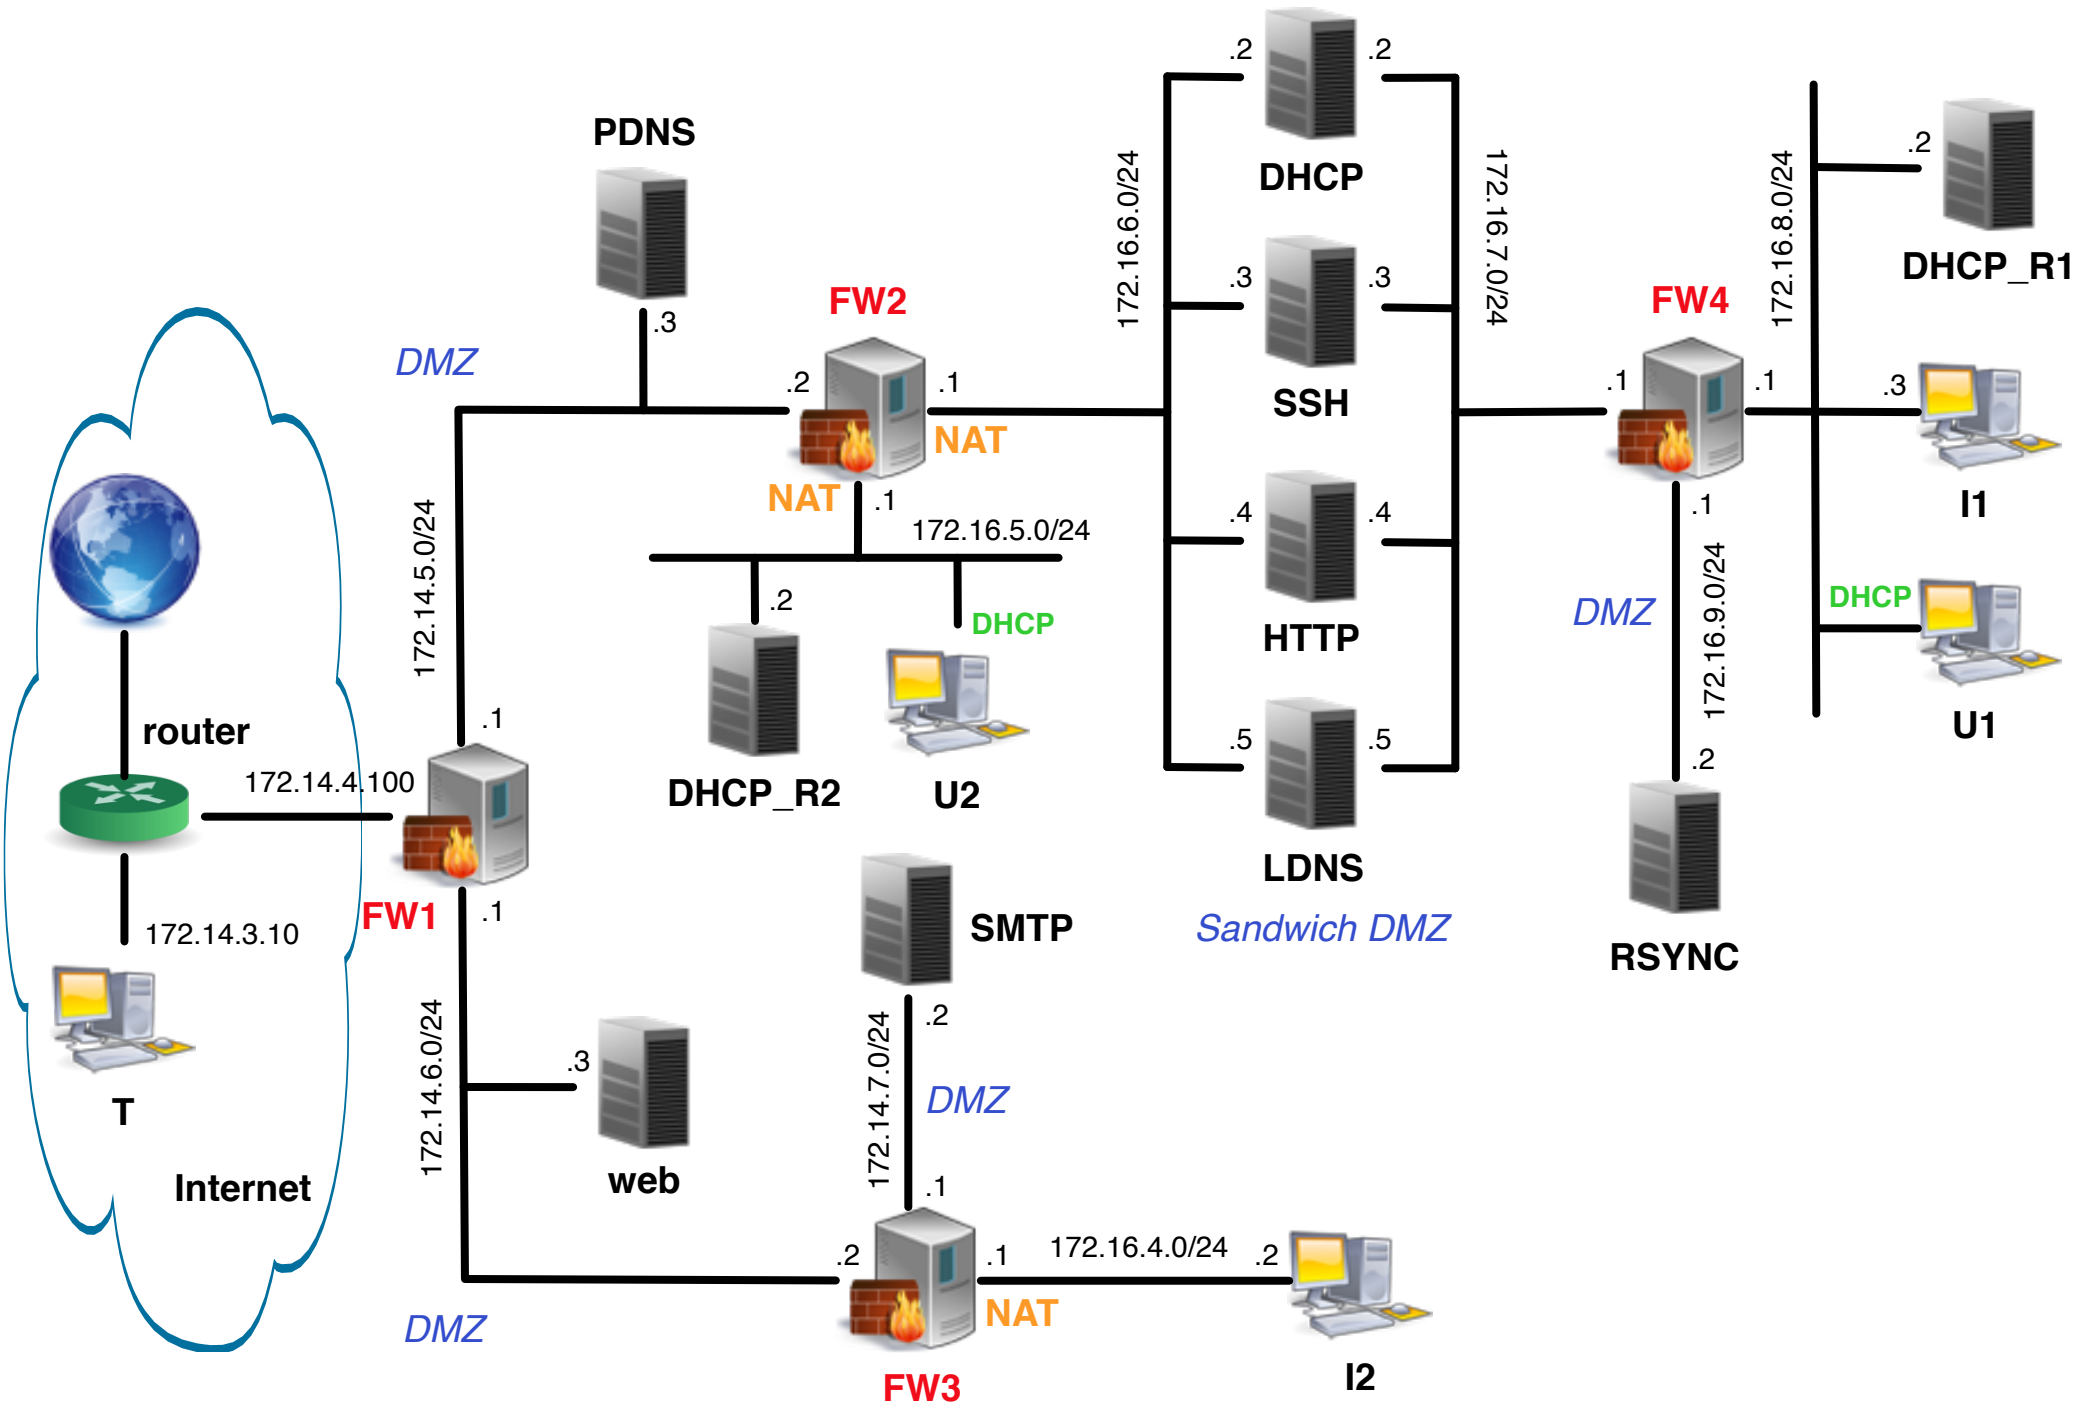 PDNS
.3
DMZ
FW2
.2
.1
NAT
NAT
.1
172.16.5.0/24
.2
DHCP
DHCP_R2
U2
172.14.5.0/24
.1
router
172.14.4.100
FW1
.1
172.14.3.10
T
Internet
172.14.6.0/24
.3
web
DMZ
SMTP
.2
172.14.7.0/24
DMZ
.1
.2
.1
172.16.4.0/24
.2
NAT
FW3
I2
172.16.6.0/24
.2
.2
DHCP
172.16.7.0/24
.3
.3
SSH
.4
.4
HTTP
.5
.5
LDNS
Sandwich DMZ
FW4
.1
.1
.1
172.16.9.0/24
DMZ
.2
RSYNC
172.16.8.0/24
.2
DHCP_R1
.3
I1
DHCP
U1